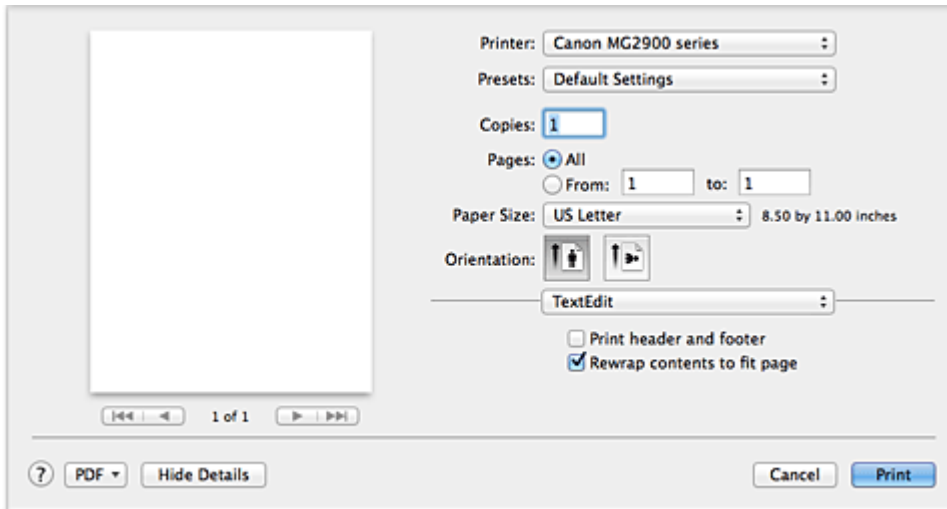 Printer: Canon MG2900 series
Presets: Default Settings
Copies: 1
Pages: All
From: 1 to: 1
Paper Size: US Letter 8.50 by 11.00 inches
Orientation:
TextEdit
Print header and footer
Rewrap contents to fit page
1 of 1
? PDF Hide Details Cancel Print